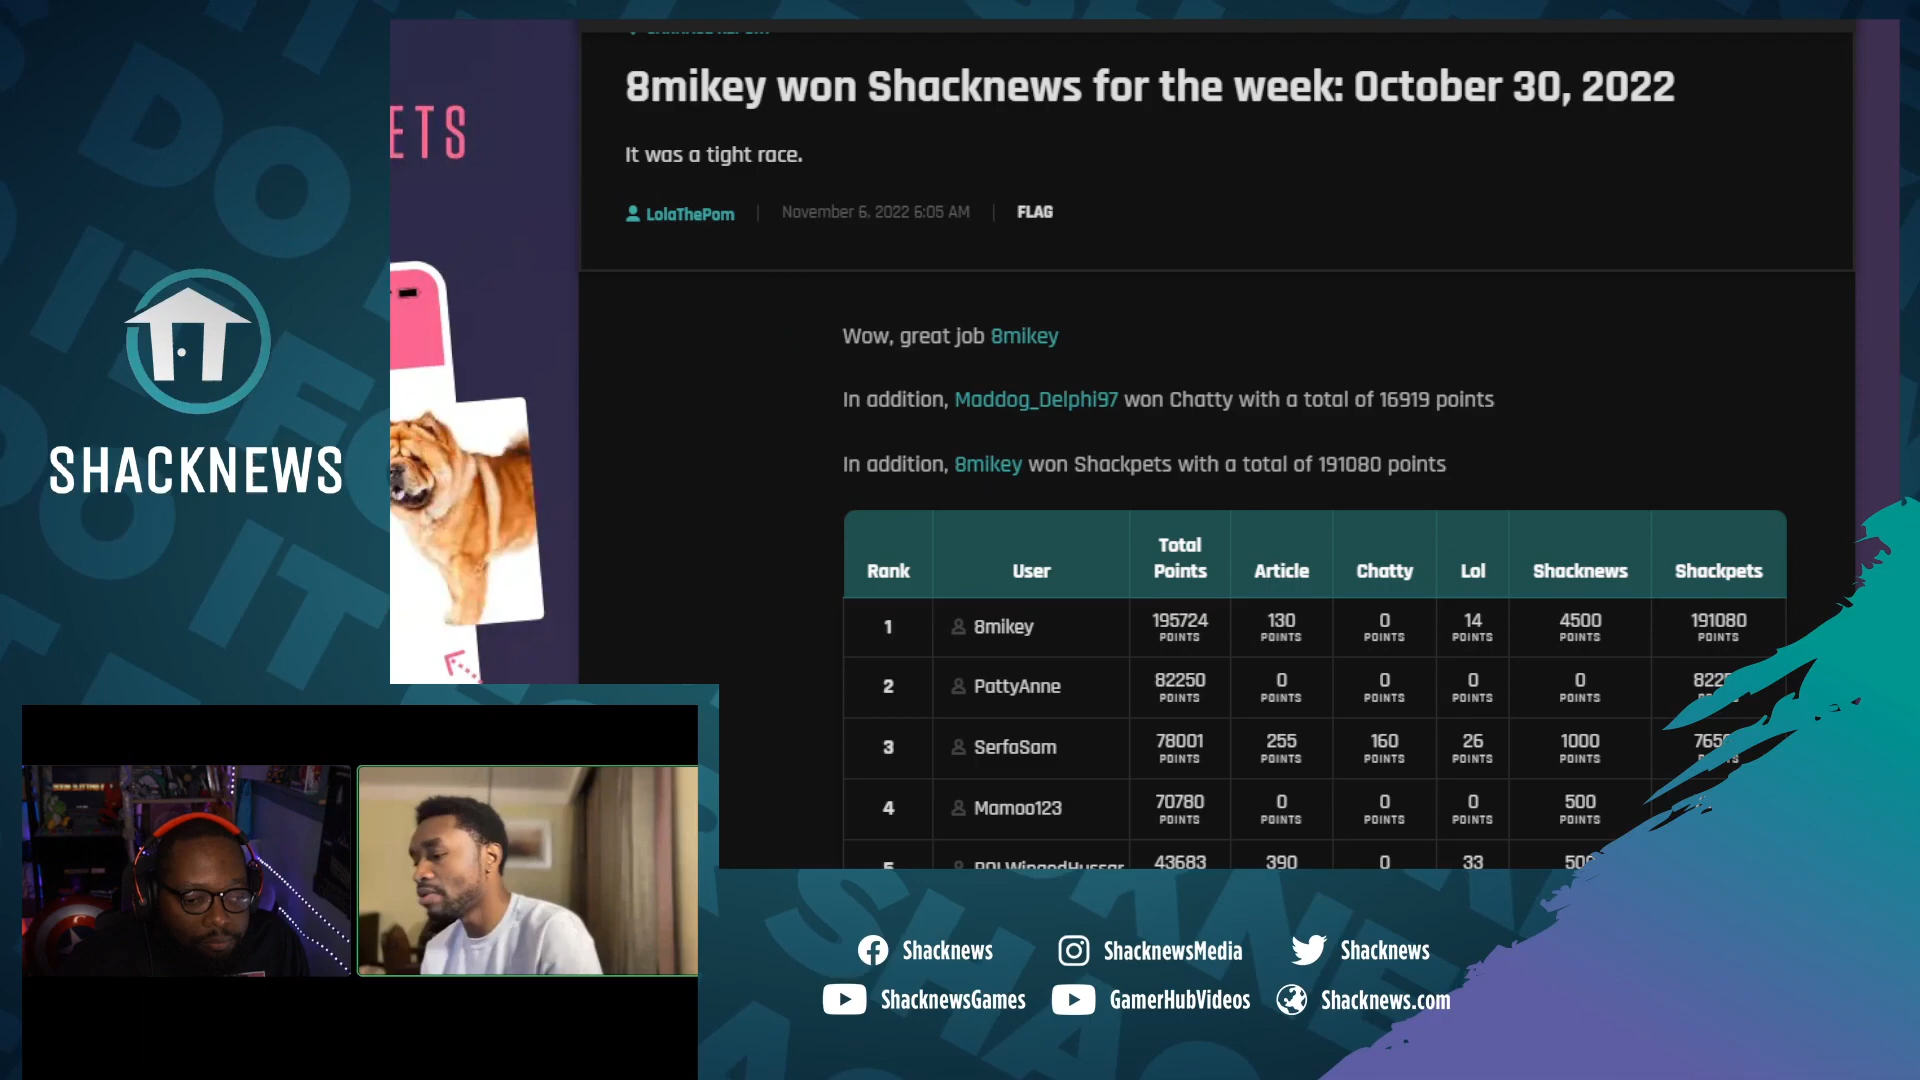 8mikey won Shacknews for the week: October 30, 2022
It was a tight race.
LolaThePom | November 6, 2022 6:05 AM | FLAG
ETS
SHACKNEWS
Wow, great job 8mikey
In addition, Maddog_Delphi97 won Chatty with a total of 16919 points
In addition, 8mikey won Shackpets with a total of 191080 points
Rank User Total Points Article Chatty Lol Shacknews Shackpets
1 8mikey 195724 POINTS 130 POINTS 0 POINTS 14 POINTS 4500 POINTS 191080 POINTS
2 PattyAnne 82250 POINTS 0 POINTS 0 POINTS 0 POINTS 0 POINTS
3 SerfaSam 78001 POINTS 255 POINTS 160 POINTS 26 POINTS 1000 POINTS
4 Mamoo123 70780 POINTS 0 POINTS 0 POINTS 0 POINTS 500 POINTS
43683 390 0 33
Shacknews ShacknewsMedia Shacknews
ShacknewsGames GamerHubVideos Shacknews.com